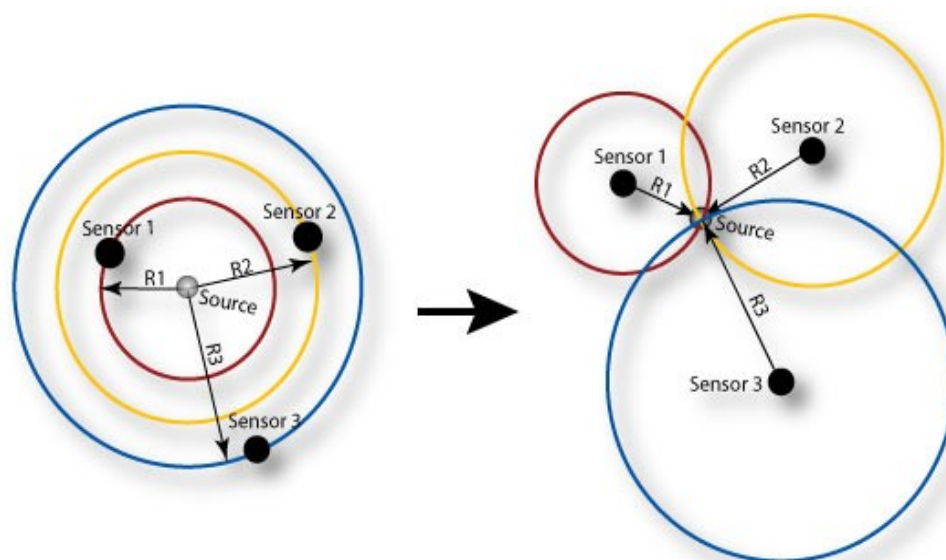 Sensor 1
Sensor 2
R1
R2
Source
R3
Sensor 3
Sensor 1
Sensor 2
R1
R2
Source
R3
Sensor 3